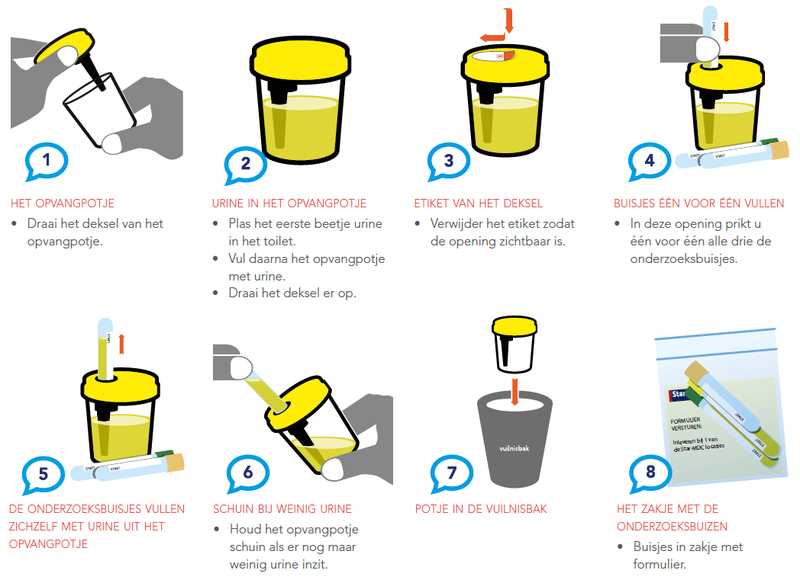 1
HET OPVANGPOTJE
• Draai het deksel van het
opvangpotje.
2
URINE IN HET OPVANGPOTJE
• Plas het eerste beetje urine
in het toilet.
• Vul daarna het opvangpotje
met urine.
• Draai het deksel er op.
3
ETIKET VAN HET DEKSEL
• Verwijder het etiket zodat
de opening zichtbaar is.
4
BUISJES ÉÉN VOOR ÉÉN VULLEN
• In deze opening prikt u
één voor één alle drie de
onderzoeksbuisjes.
5
DE ONDERZOEKSBUISJES VULLEN
ZICHZELF MET URINE UIT HET
OPVANGPOTJE
6
SCHUIN BIJ WEINIG URINE
• Houd het opvangpotje
schuin als er nog maar
weinig urine inzit.
vuilnisbak
7
POTJE IN DE VUILNISBAK
Star
FORMULIER
VERSTUREN:
Inleveren bij 1 van
de Star-MDC locaties
8
HET ZAKJE MET DE
ONDERZOEKSBUIZEN
• Buisjes in zakje met
formulier.